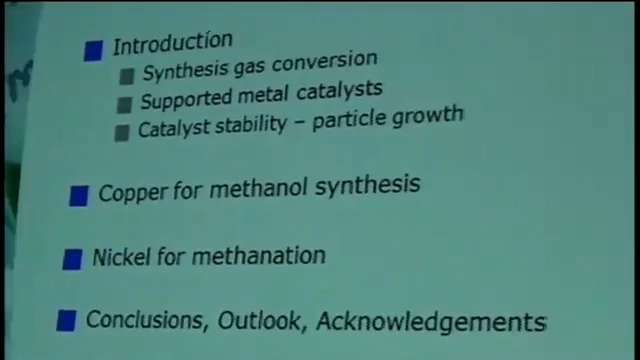 Introduction
Synthesis gas conversion
Supported metal catalysts
Catalyst stability – particle growth
Copper for methanol synthesis
Nickel for methanation
Conclusions, Outlook, Acknowledgements